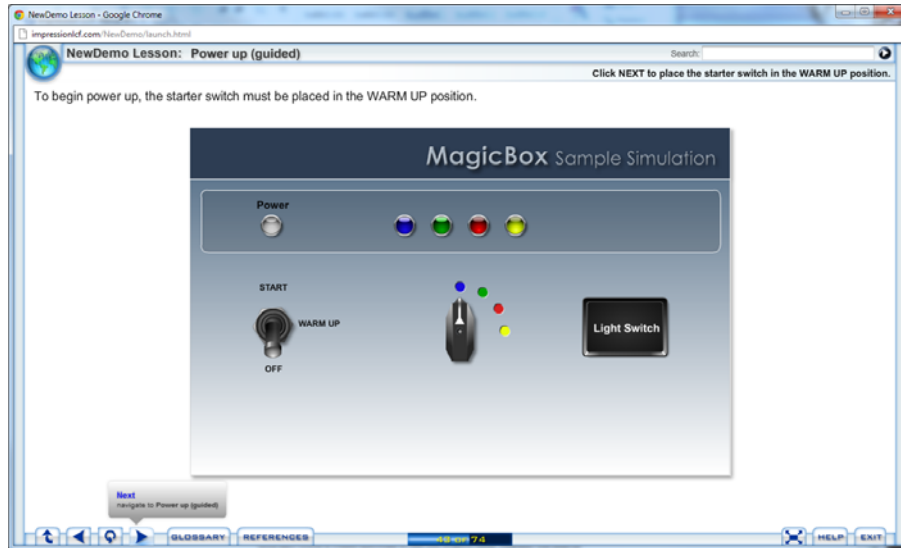 NewDemo Lesson - Google Chrome
impressionlcf.com/NewDemo/launch.html
NewDemo Lesson: Power up (guided)
Search:
Click NEXT to place the starter switch in the WARM UP position.
To begin power up, the starter switch must be placed in the WARM UP position.
MagicBox Sample Simulation
Power
START
WARM UP
OFF
Light Switch
Next
navigate to Power up (guided)
GLOSSARY
REFERENCES
48 OF 74
HELP
EXIT